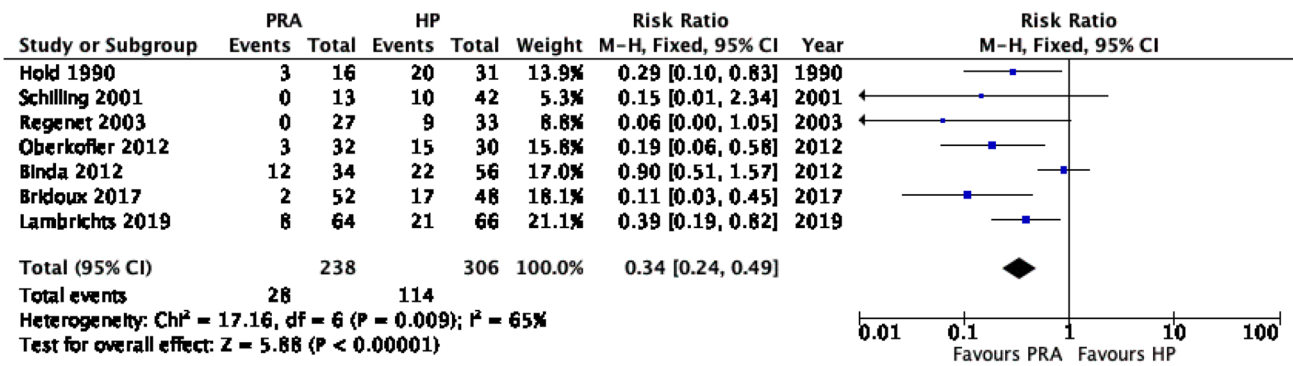 PRA HP Risk Ratio Risk Ratio
Study or Subgroup Events Total Events Total Weight M-H, Fixed, 95% CI Year M-H, Fixed, 95% CI
Hold 1990 3 16 20 31 13.9% 0.29 [0.10, 0.83] 1990
Schilling 2001 0 13 10 42 5.3% 0.15 [0.01, 2.34] 2001
Regenet 2003 0 27 9 33 8.8% 0.06 [0.00, 1.05] 2003
Oberkofler 2012 3 32 15 30 15.8% 0.19 [0.06, 0.58] 2012
Binda 2012 12 34 22 56 17.0% 0.90 [0.51, 1.57] 2012
Bridoux 2017 2 52 17 48 18.1% 0.11 [0.03, 0.45] 2017
Lambrichts 2019 8 64 21 66 21.1% 0.39 [0.19, 0.82] 2019
Total (95% CI) 238 306 100.0% 0.34 [0.24, 0.49]
Total events 28 114
Heterogeneity: Chi² = 17.16, df = 6 (P = 0.009); I² = 65%
Test for overall effect: Z = 5.88 (P < 0.00001)
0.01 0.1 1 10 100
Favours PRA Favours HP